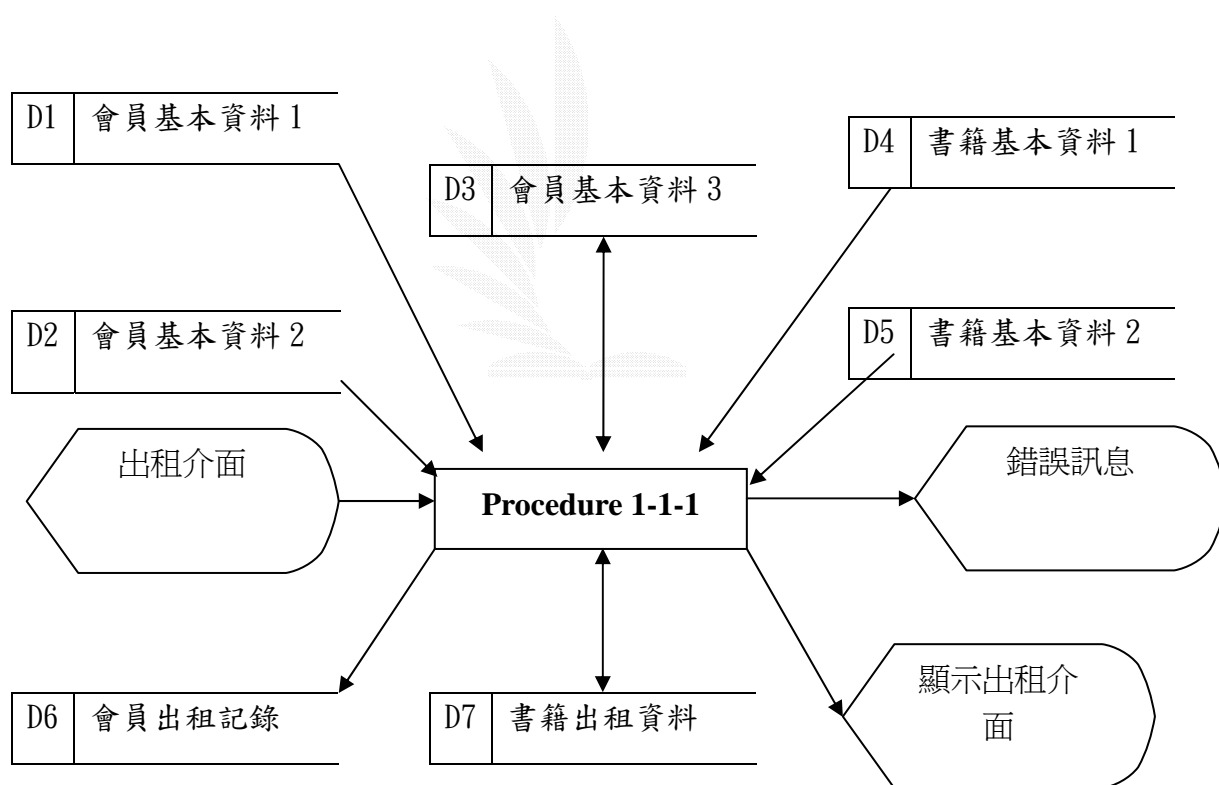 D1 會員基本資料 1
D4 書籍基本資料 1
D3 會員基本資料 3
D2 會員基本資料 2
D5 書籍基本資料 2
出租介面
錯誤訊息
Procedure 1-1-1
顯示出租介
面
D6 會員出租記錄
D7 書籍出租資料